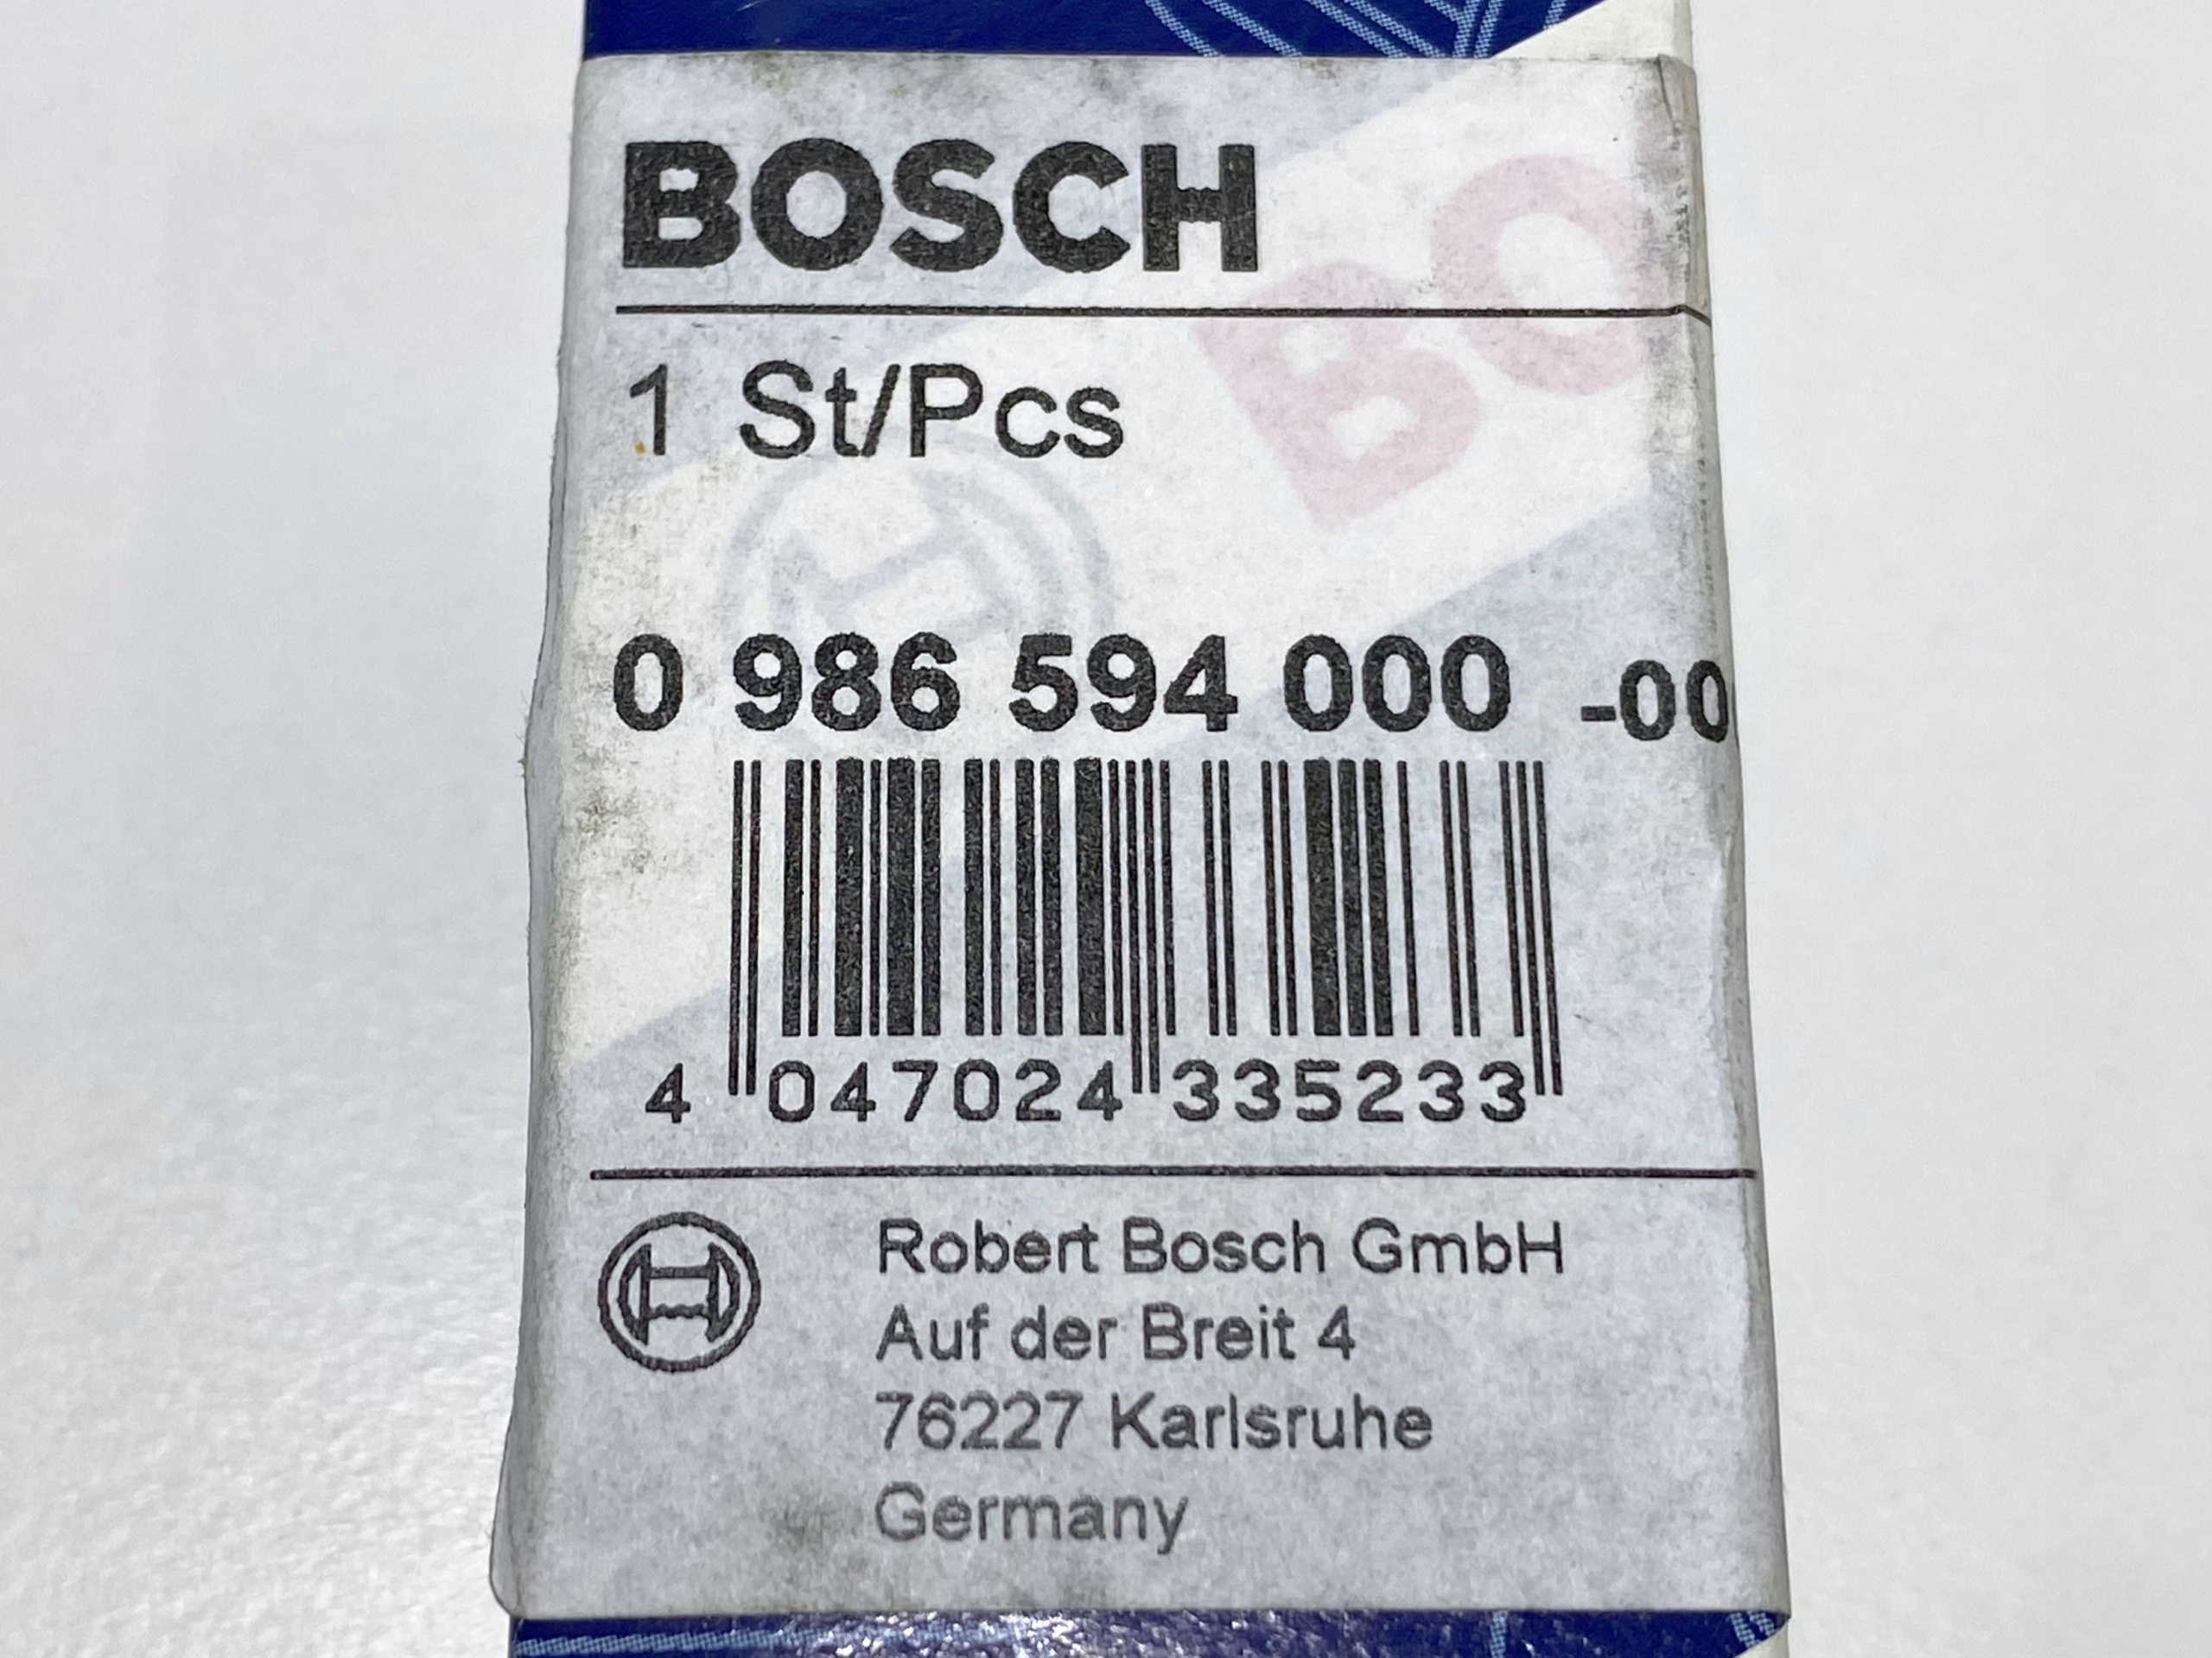 BOSCH
1 St/Pcs
BO
0 986 594 000 -00
4 047024 335233
Robert Bosch GmbH
Auf der Breit 4
76227 Karlsruhe
Germany